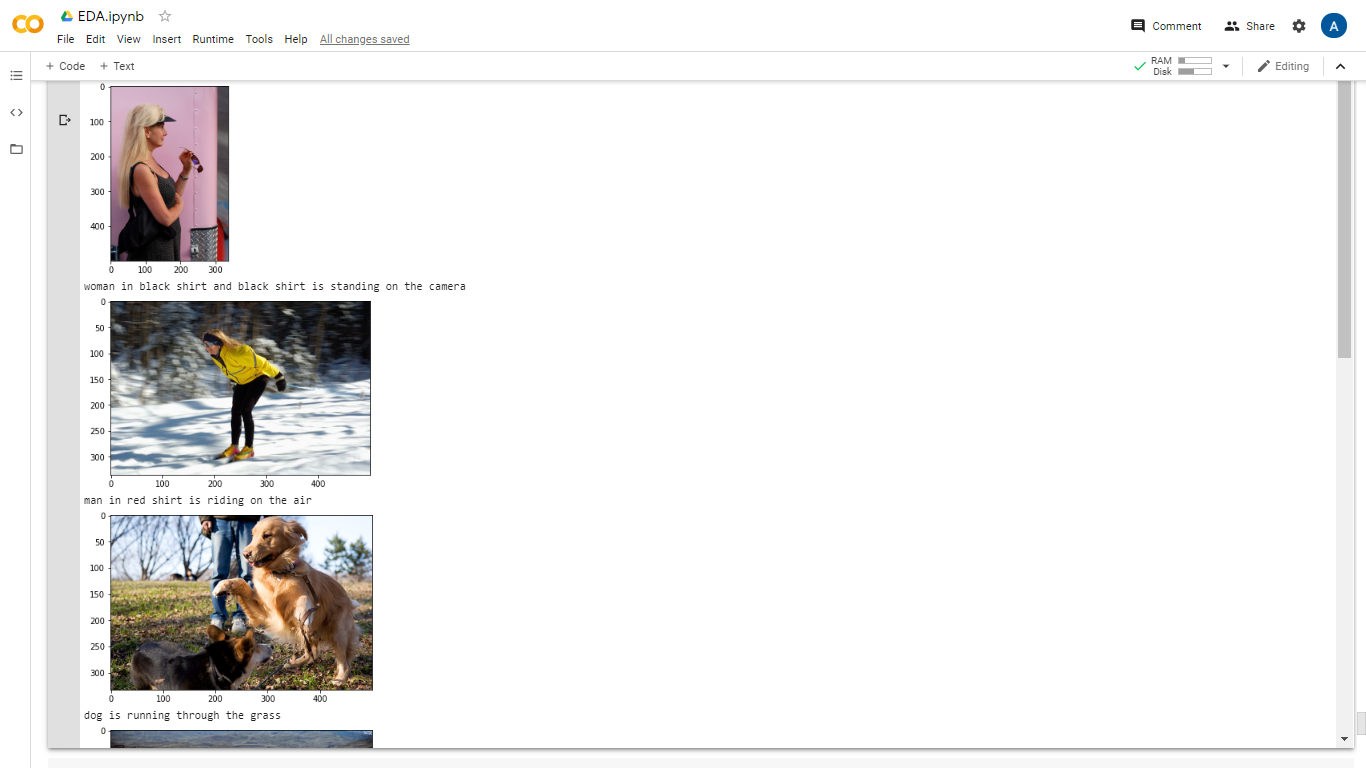 EDA.ipynb
Comment
Share
A
File Edit View Insert Runtime Tools Help All changes saved
+ Code + Text
RAM
Disk
Editing
0
100
200
300
400
0 100 200 300
woman in black shirt and black shirt is standing on the camera
0
50
100
150
200
250
300
0 100 200 300 400
man in red shirt is riding on the air
0
50
100
150
200
250
300
0 100 200 300 400
dog is running through the grass
0